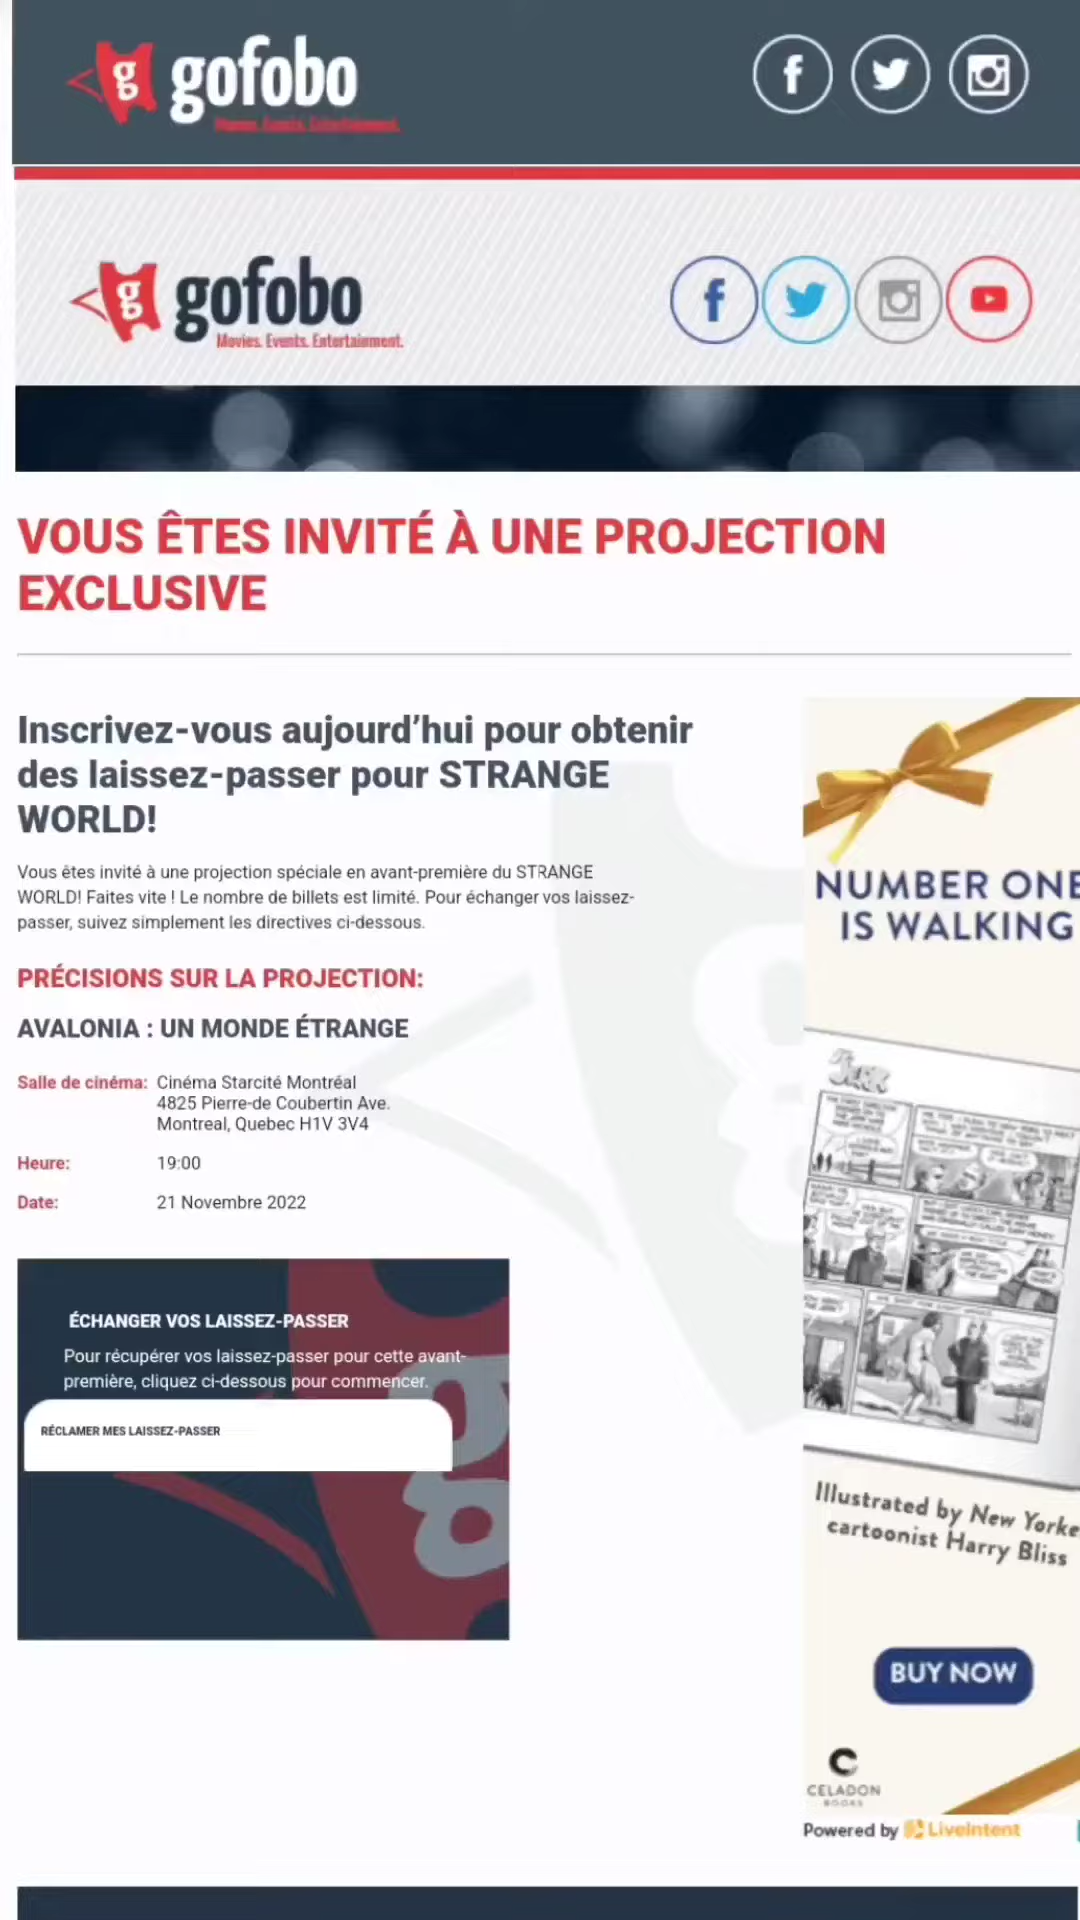 gofobo
Movies. Events. Entertainment.
gofobo
Movies. Events. Entertainment.
VOUS ÊTES INVITÉ À UNE PROJECTION
EXCLUSIVE
Inscrivez-vous aujourd’hui pour obtenir
des laissez-passer pour STRANGE
WORLD!
Vous êtes invité à une projection spéciale en avant-première du STRANGE
WORLD! Faites vite ! Le nombre de billets est limité. Pour échanger vos laissez-
passer, suivez simplement les directives ci-dessous.
PRÉCISIONS SUR LA PROJECTION:
AVALONIA : UN MONDE ÉTRANGE
Salle de cinéma: Cinéma Starcité Montréal
4825 Pierre-de Coubertin Ave.
Montreal, Quebec H1V 3V4
Heure: 19:00
Date: 21 Novembre 2022
ÉCHANGER VOS LAISSEZ-PASSER
Pour récupérer vos laissez-passer pour cette avant-
première, cliquez ci-dessous pour commencer.
RÉCLAMER MES LAISSEZ-PASSER
NUMBER ONE
IS WALKING
Illustrated by New Yorke
cartoonist Harry Bliss
BUY NOW
CELADON
BOOKS
Powered by LiveIntent